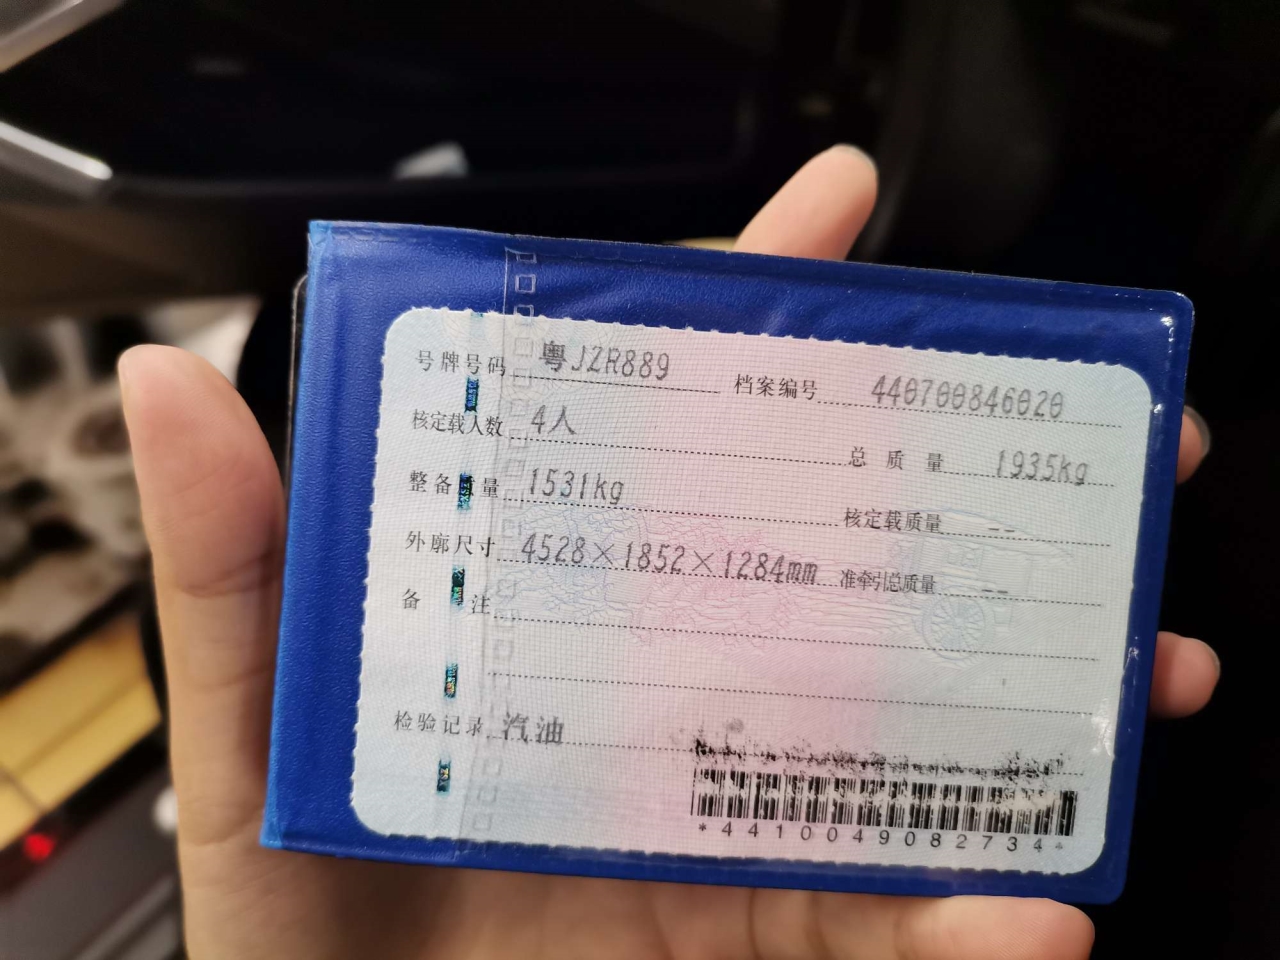 号牌号码 粤JZR889 档案编号 440700846020
核定载人数 4人 总质量 1935kg
整备 量 1531kg 核定载质量 --
外廓尺寸 4528×1852×1284mm 准牵引总质量 --
备注
检验记录 汽油
*4410049082734*